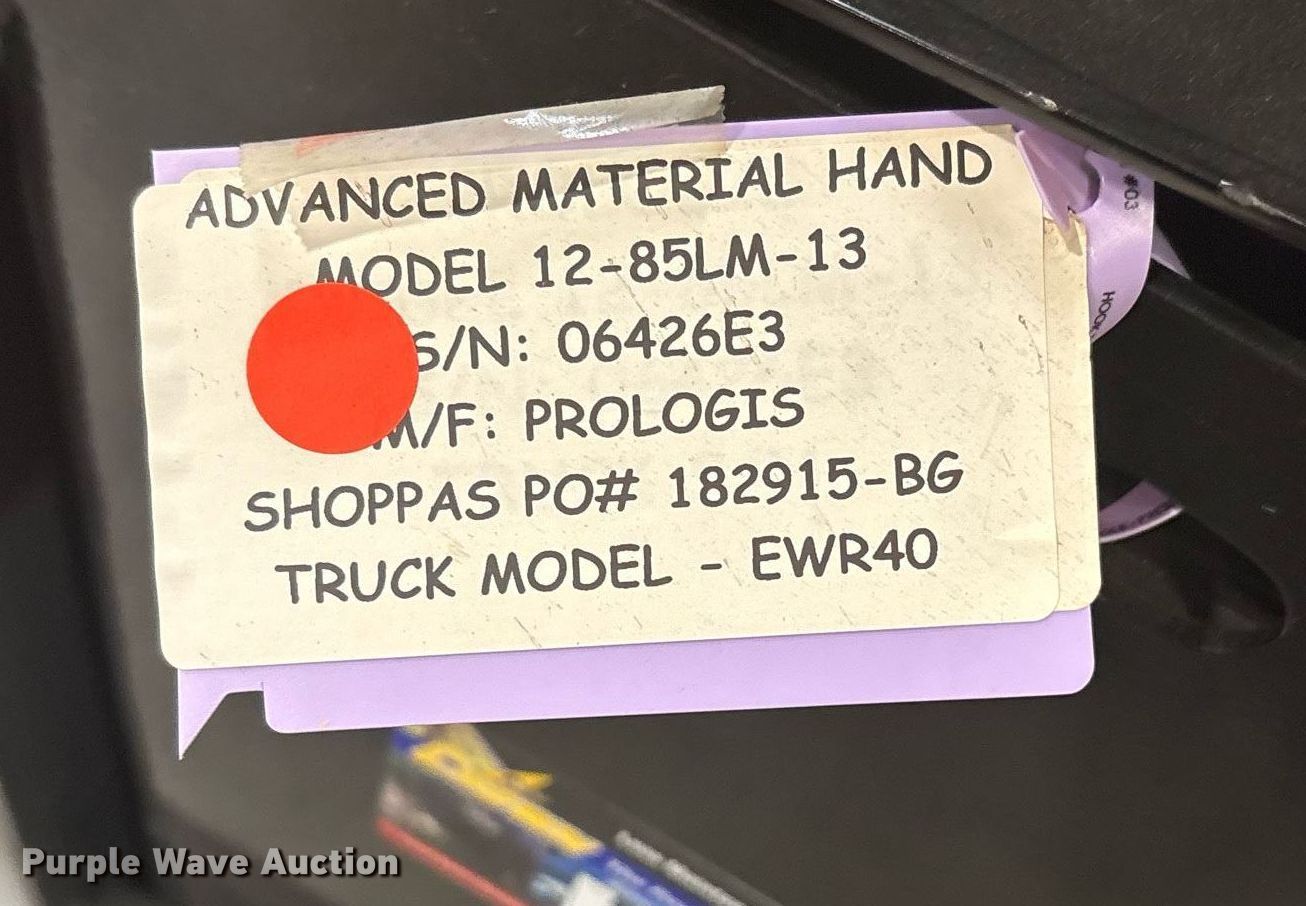 ADVANCED MATERIAL HAND
MODEL 12-85LM-13
S/N: 06426E3
M/F: PROLOGIS
SHOPPAS PO# 182915-BG
TRUCK MODEL - EWR40
#03
Purple Wave Auction